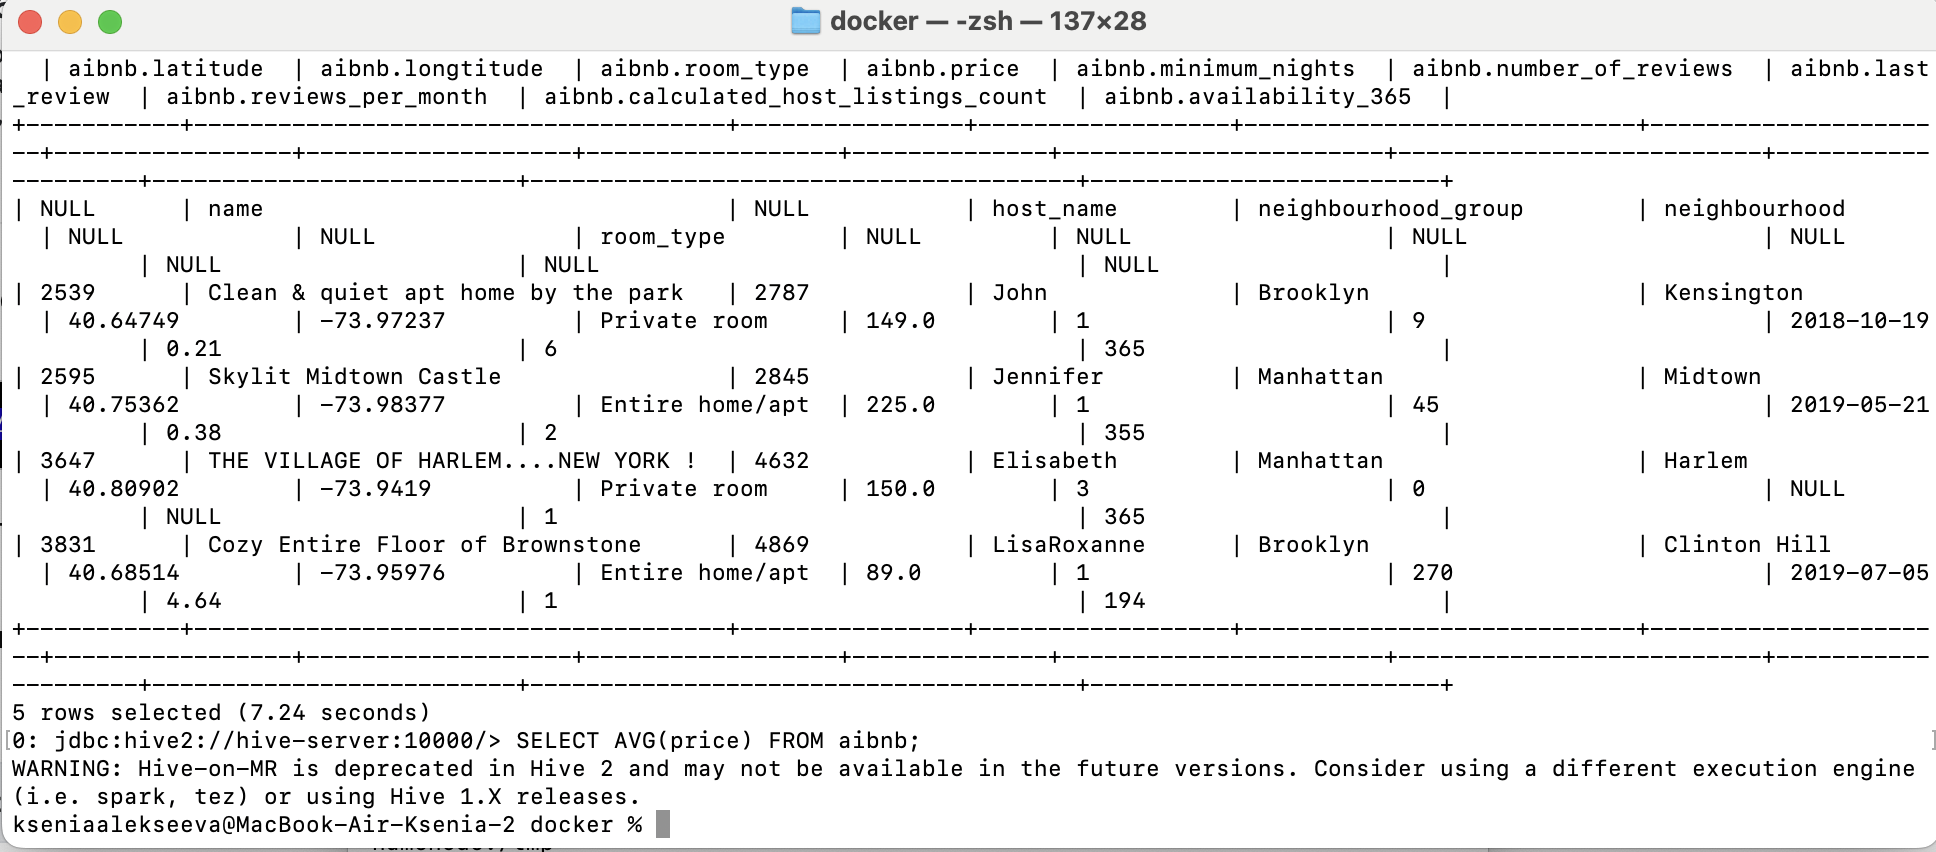 docker — -zsh — 137×28
| aibnb.latitude | aibnb.longtitude | aibnb.room_type | aibnb.price | aibnb.minimum_nights | aibnb.number_of_reviews | aibnb.last
_review | aibnb.reviews_per_month | aibnb.calculated_host_listings_count | aibnb.availability_365 |
+-----------+--------------------------------------+----------------+------------------+----------------------------+--------------------
--+-----------------+-------------------+------------------+--------------+-----------------------+--------------------------+-----------
---------+--------------------------+---------------------------------------+-------------------------+
| NULL | name | NULL | host_name | neighbourhood_group | neighbourhood
| NULL | NULL | room_type | NULL | NULL | NULL | NULL
| NULL | NULL | NULL |
| 2539 | Clean & quiet apt home by the park | 2787 | John | Brooklyn | Kensington
| 40.64749 | -73.97237 | Private room | 149.0 | 1 | 9 | 2018-10-19
| 0.21 | 6 | 365 |
| 2595 | Skylit Midtown Castle | 2845 | Jennifer | Manhattan | Midtown
| 40.75362 | -73.98377 | Entire home/apt | 225.0 | 1 | 45 | 2019-05-21
| 0.38 | 2 | 355 |
| 3647 | THE VILLAGE OF HARLEM....NEW YORK ! | 4632 | Elisabeth | Manhattan | Harlem
| 40.80902 | -73.9419 | Private room | 150.0 | 3 | 0 | NULL
| NULL | 1 | 365 |
| 3831 | Cozy Entire Floor of Brownstone | 4869 | LisaRoxanne | Brooklyn | Clinton Hill
| 40.68514 | -73.95976 | Entire home/apt | 89.0 | 1 | 270 | 2019-07-05
| 4.64 | 1 | 194 |
+-----------+--------------------------------------+----------------+------------------+----------------------------+--------------------
--+-----------------+-------------------+------------------+--------------+-----------------------+--------------------------+-----------
---------+--------------------------+---------------------------------------+-------------------------+
5 rows selected (7.24 seconds)
0: jdbc:hive2://hive-server:10000/> SELECT AVG(price) FROM aibnb;
WARNING: Hive-on-MR is deprecated in Hive 2 and may not be available in the future versions. Consider using a different execution engine
(i.e. spark, tez) or using Hive 1.X releases.
kseniaalekseeva@MacBook-Air-Ksenia-2 docker %